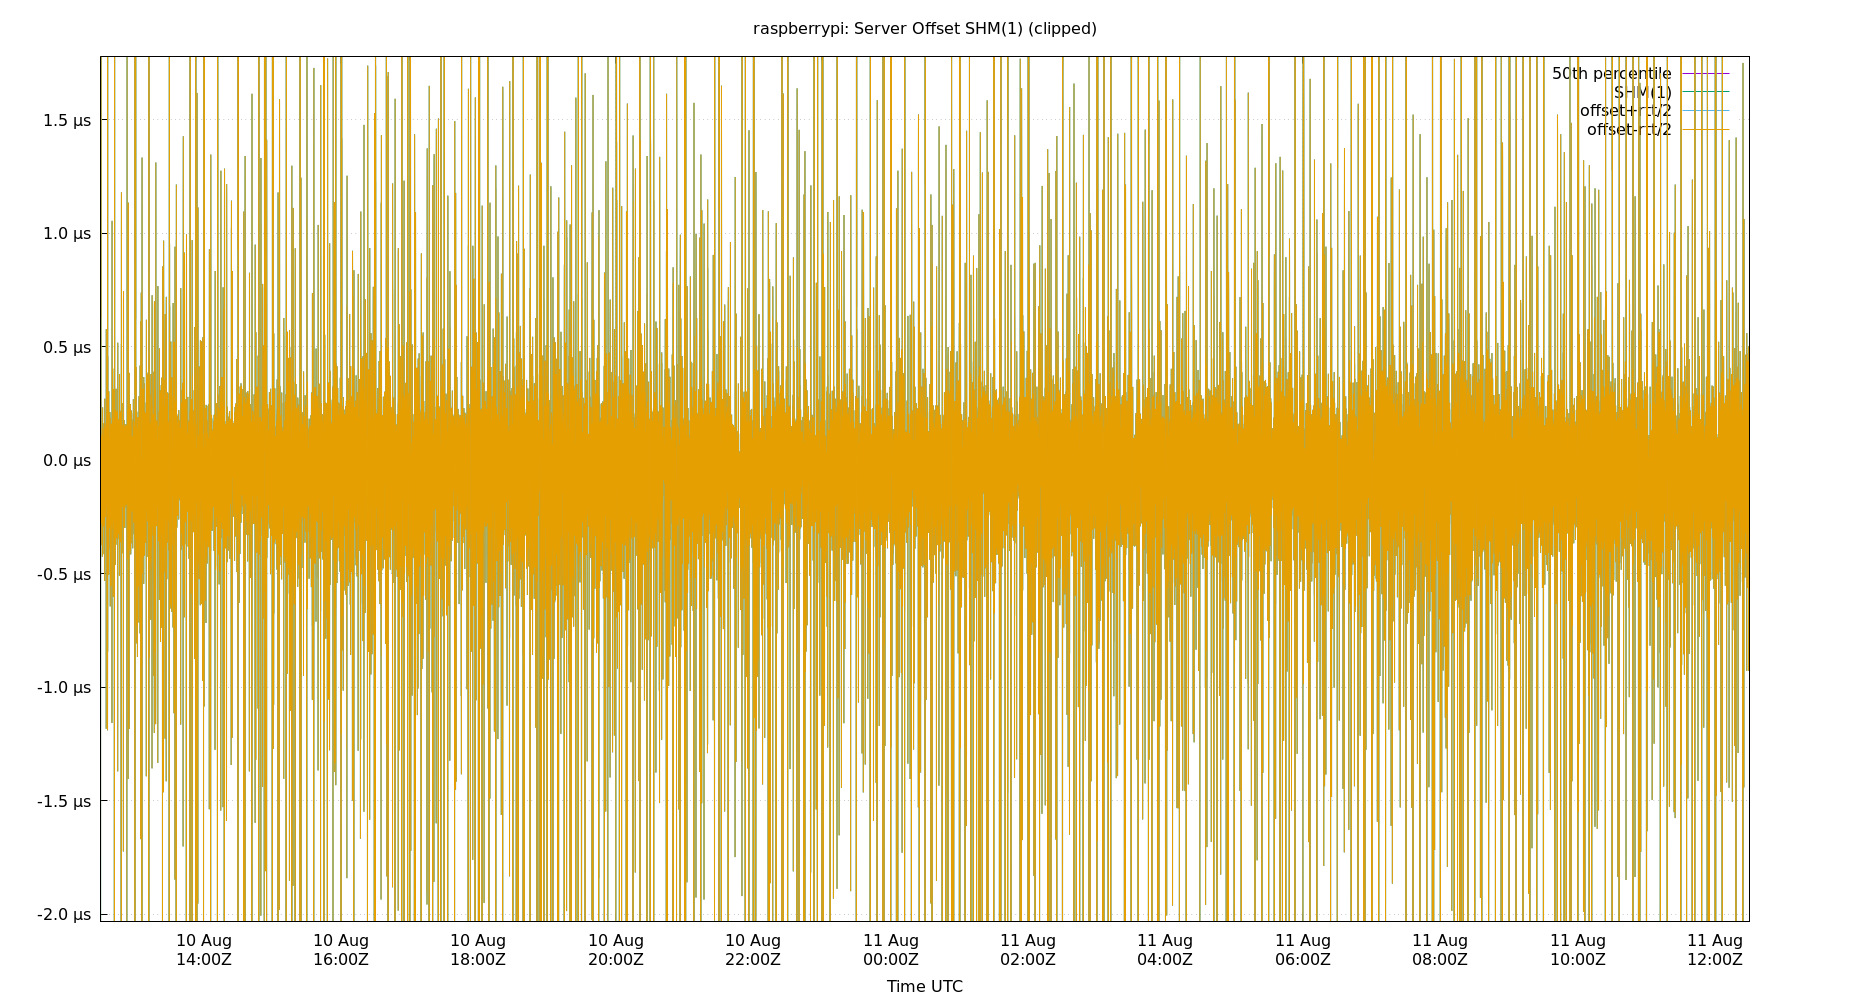 raspberrypi: Server Offset SHM(1) (clipped)
50th percentile
SHM(1)
offset+rtt/2
offset-rtt/2
1.5 µs
1.0 µs
0.5 µs
0.0 µs
-0.5 µs
-1.0 µs
-1.5 µs
-2.0 µs
10 Aug 10 Aug 10 Aug 10 Aug 10 Aug 11 Aug 11 Aug 11 Aug 11 Aug 11 Aug 11 Aug 11 Aug
14:00Z 16:00Z 18:00Z 20:00Z 22:00Z 00:00Z 02:00Z 04:00Z 06:00Z 08:00Z 10:00Z 12:00Z
Time UTC